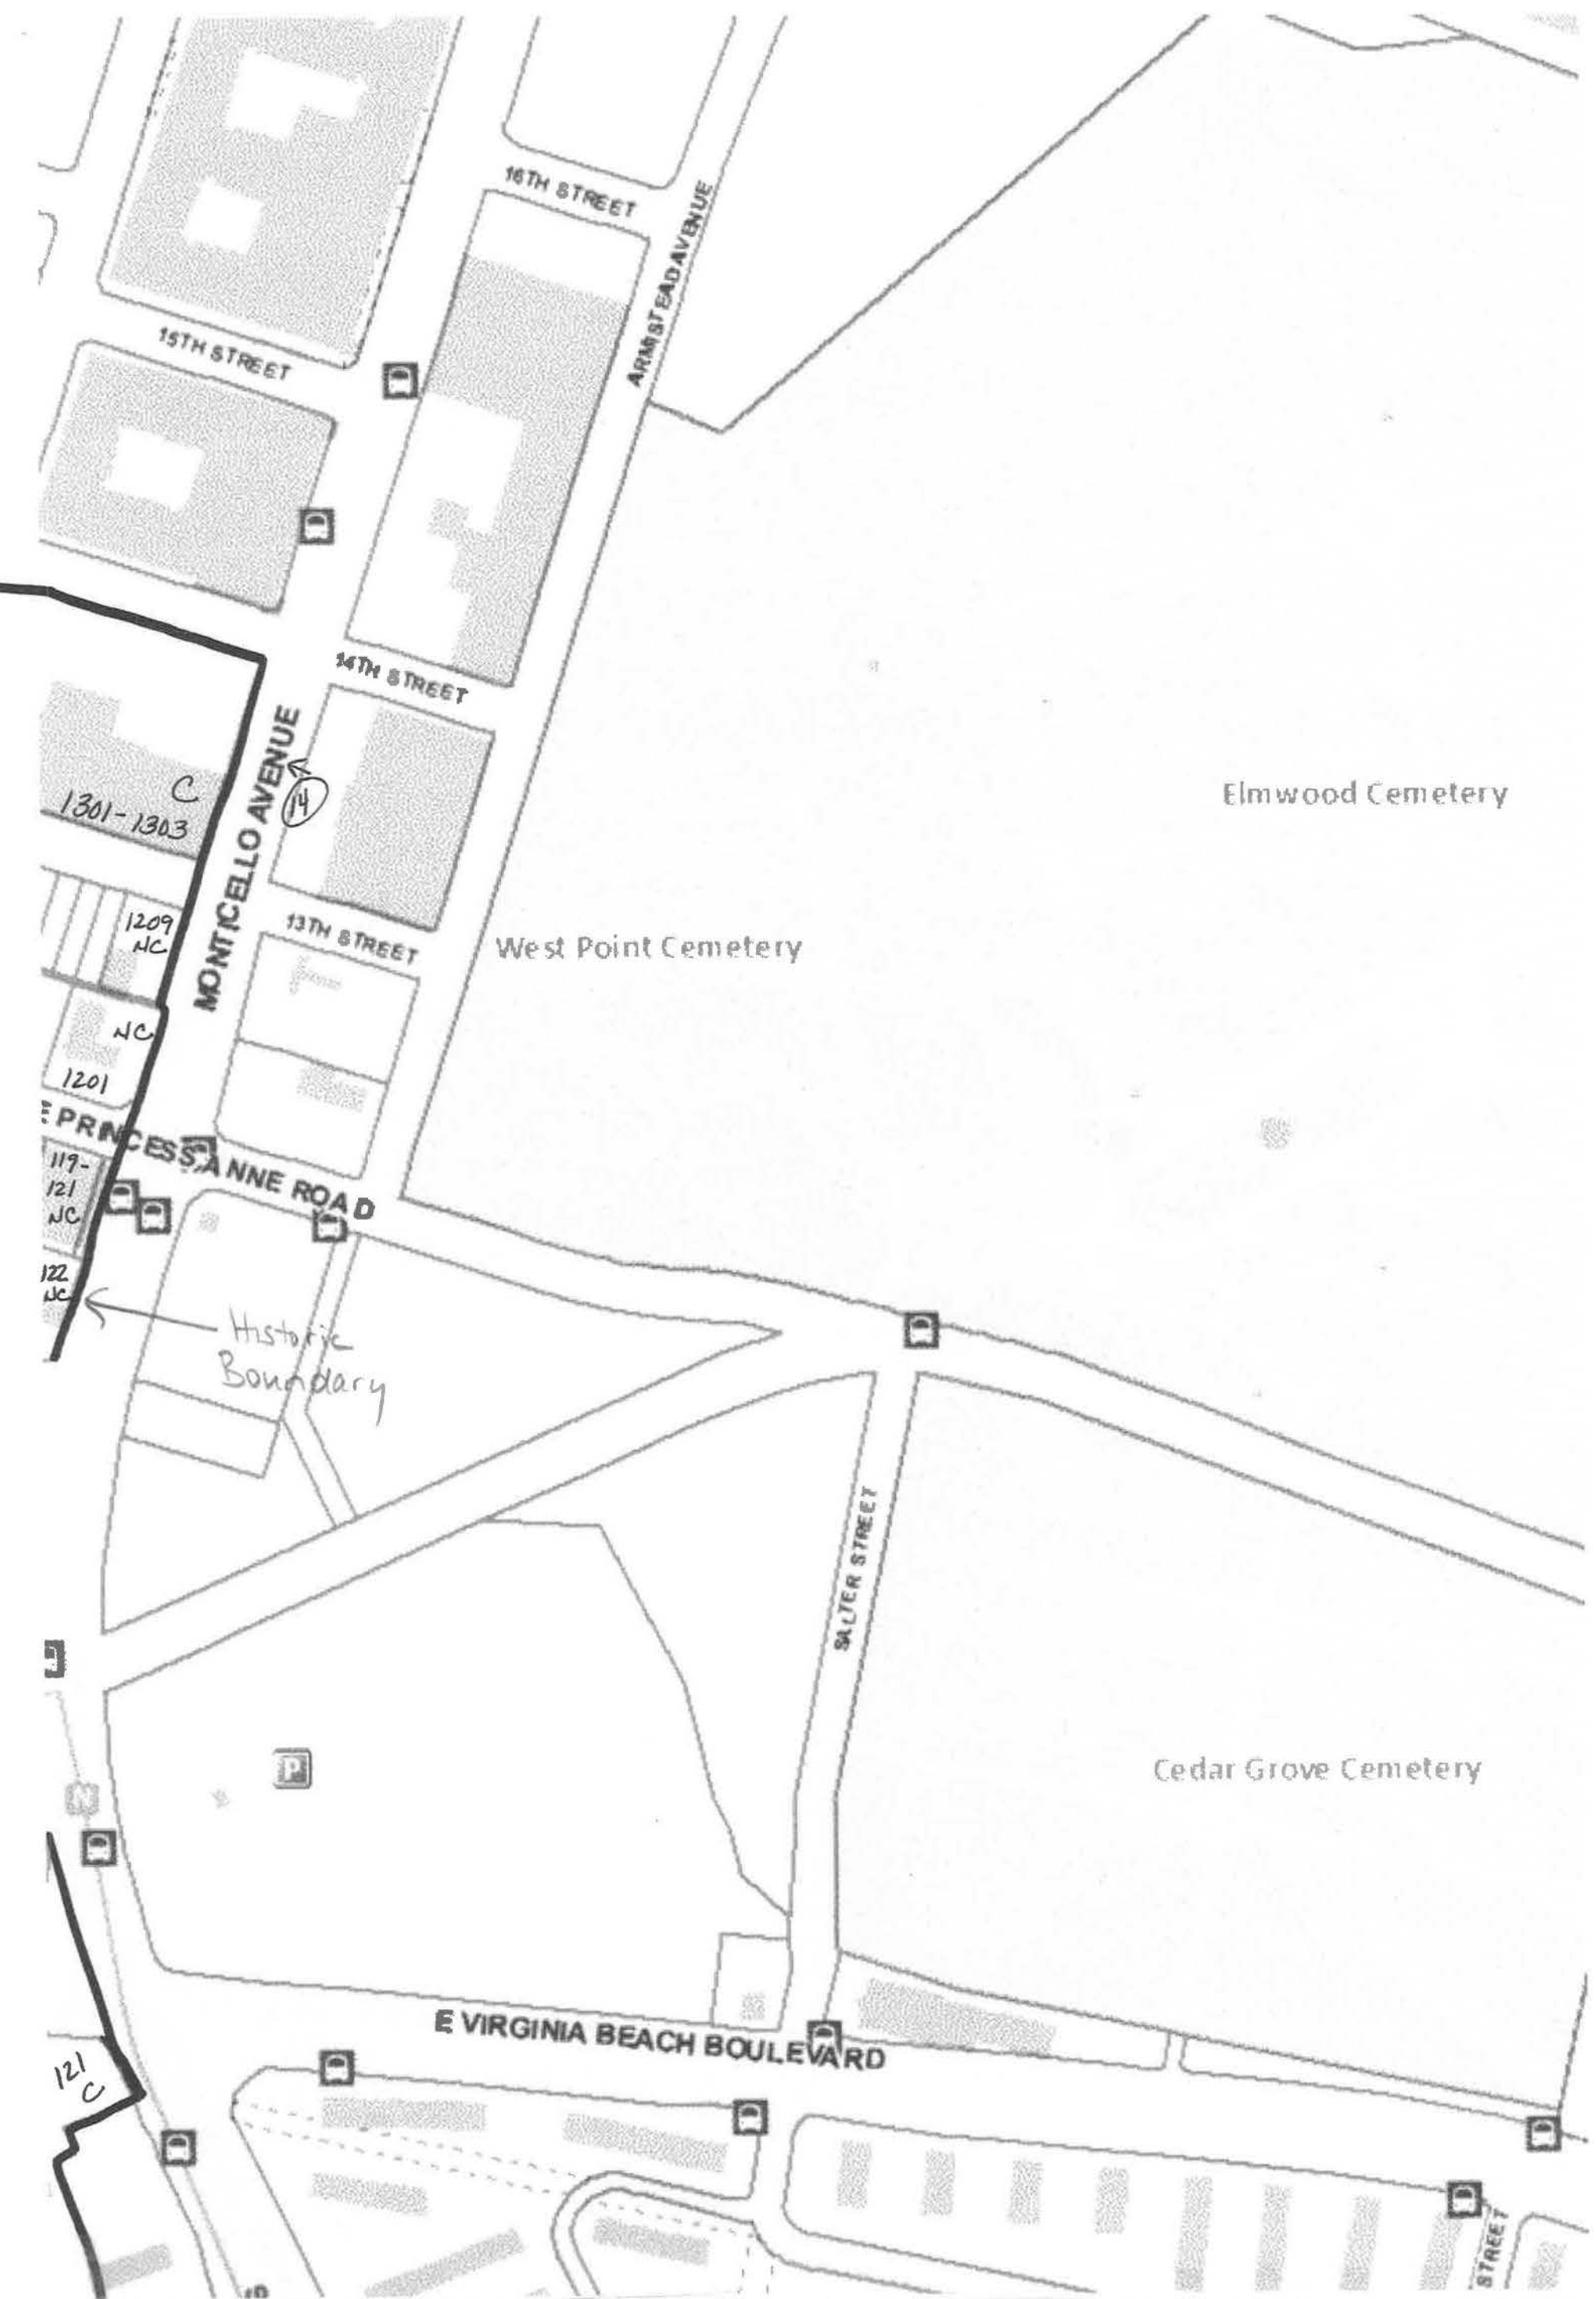 16TH STREET
ARMISTEAD AVENUE
15TH STREET
14TH STREET
MONTICELLO AVENUE
14
C
1301-1303
Elmwood Cemetery
1209
NC
13TH STREET
West Point Cemetery
NC
1201
E PRINCESS ANNE ROAD
119-
121
NC
122
NC
Historic
Boundary
SALTER STREET
P
N
Cedar Grove Cemetery
E VIRGINIA BEACH BOULEVARD
121
C
STREET